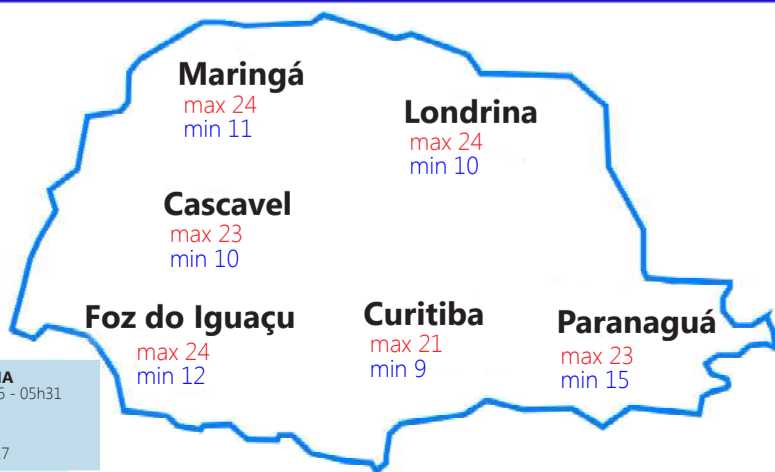 Maringá
max 24
min 11
Londrina
max 24
min 10
Cascavel
max 23
min 10
Foz do Iguaçu
max 24
min 12
Curitiba
max 21
min 9
Paranaguá
max 23
min 15
- 05h31